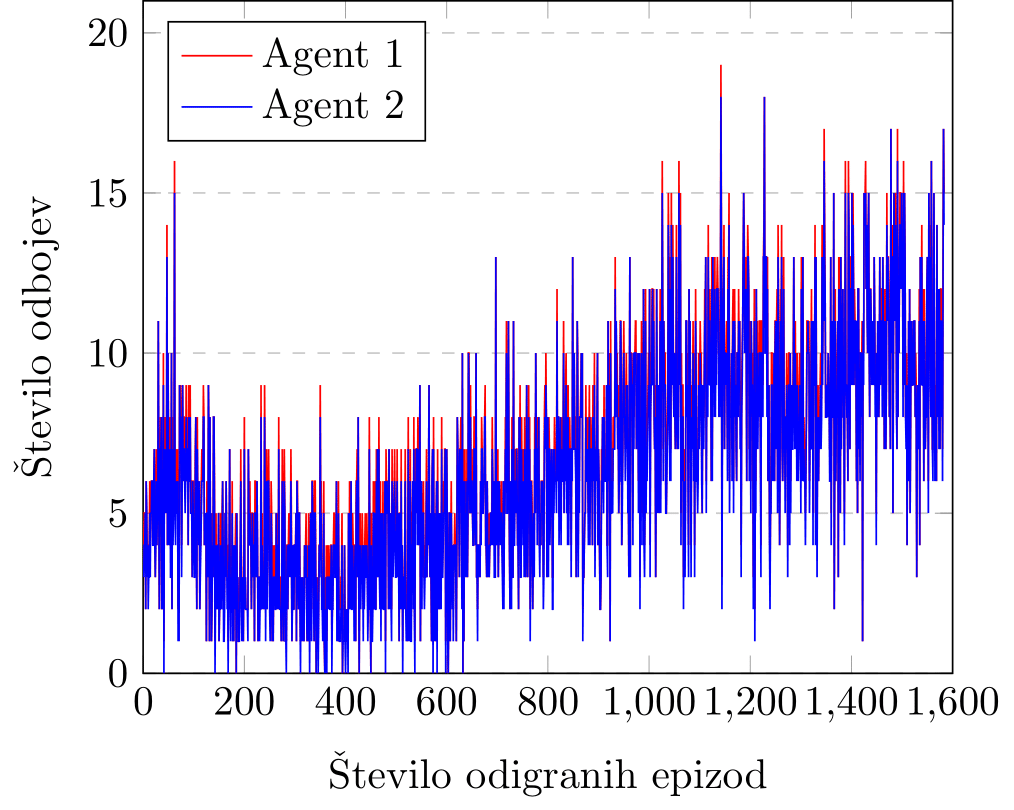 Agent 1
Agent 2
20
15
10
5
0
0 200 400 600 800 1,000 1,200 1,400 1,600
Število odbojev
Število odigranih epizod